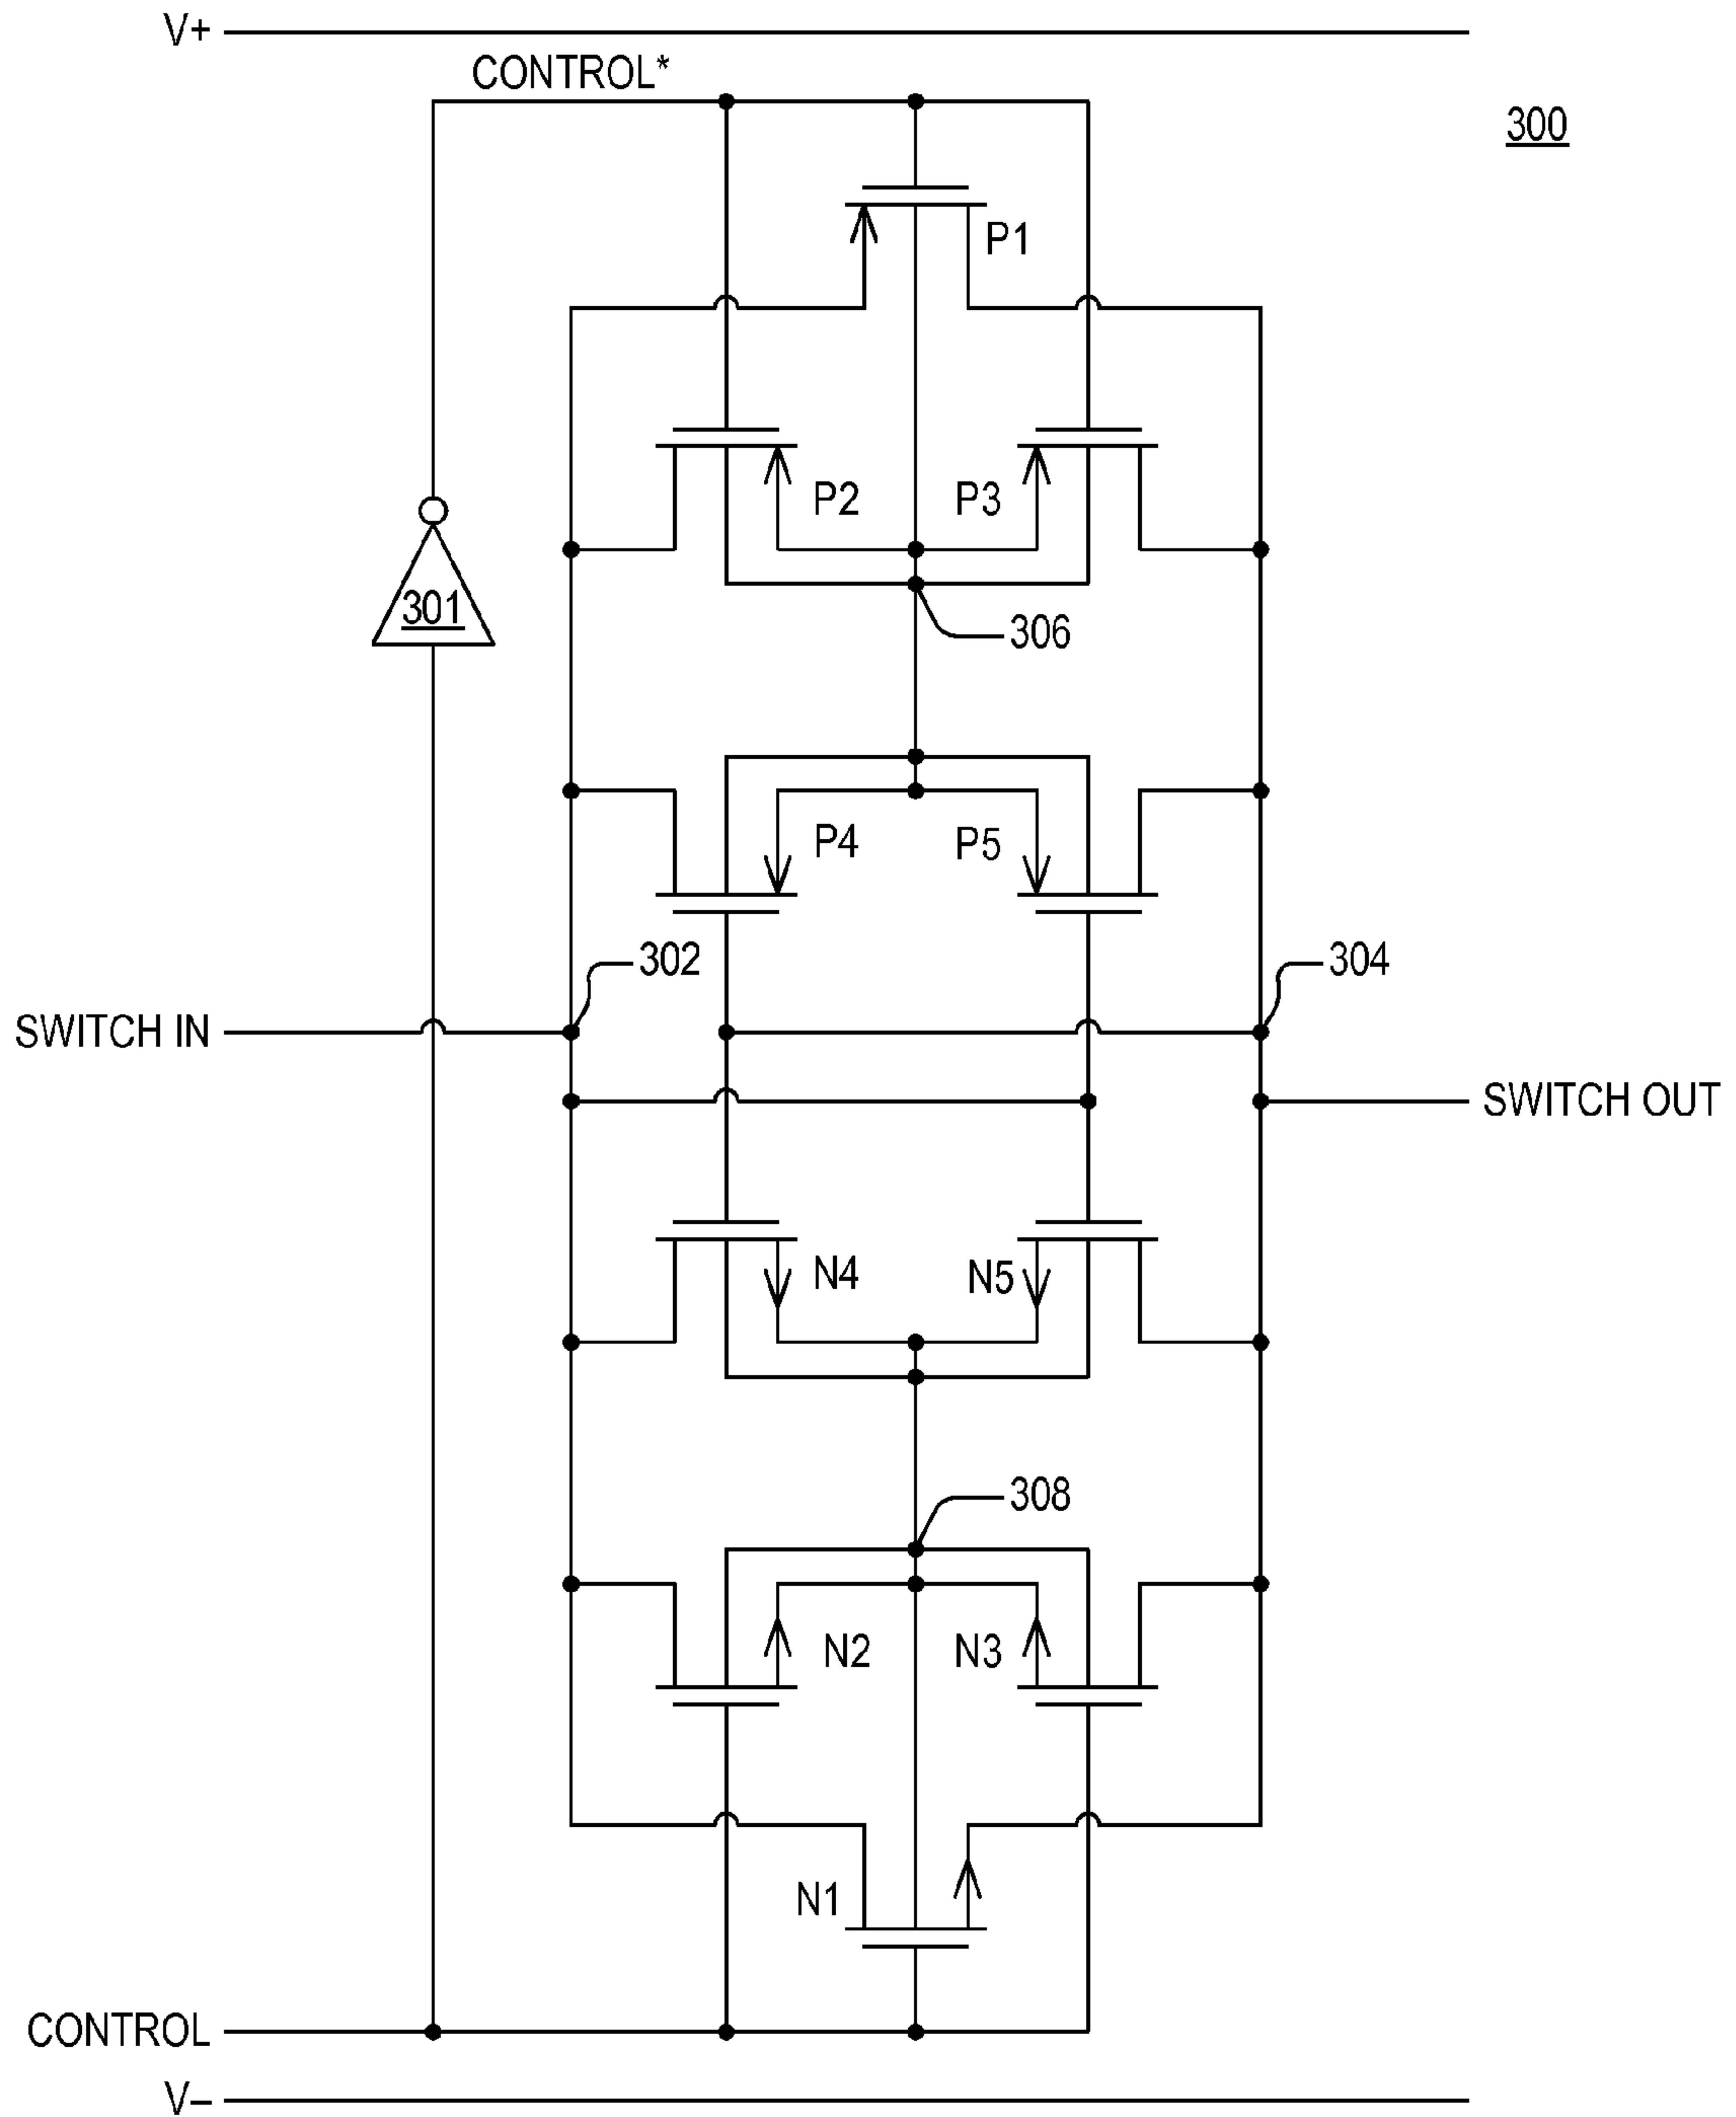 V+
CONTROL*
300
P1
P2
P3
301
306
P4
P5
302
304
SWITCH IN
SWITCH OUT
N4
N5
308
N2
N3
N1
CONTROL
V–